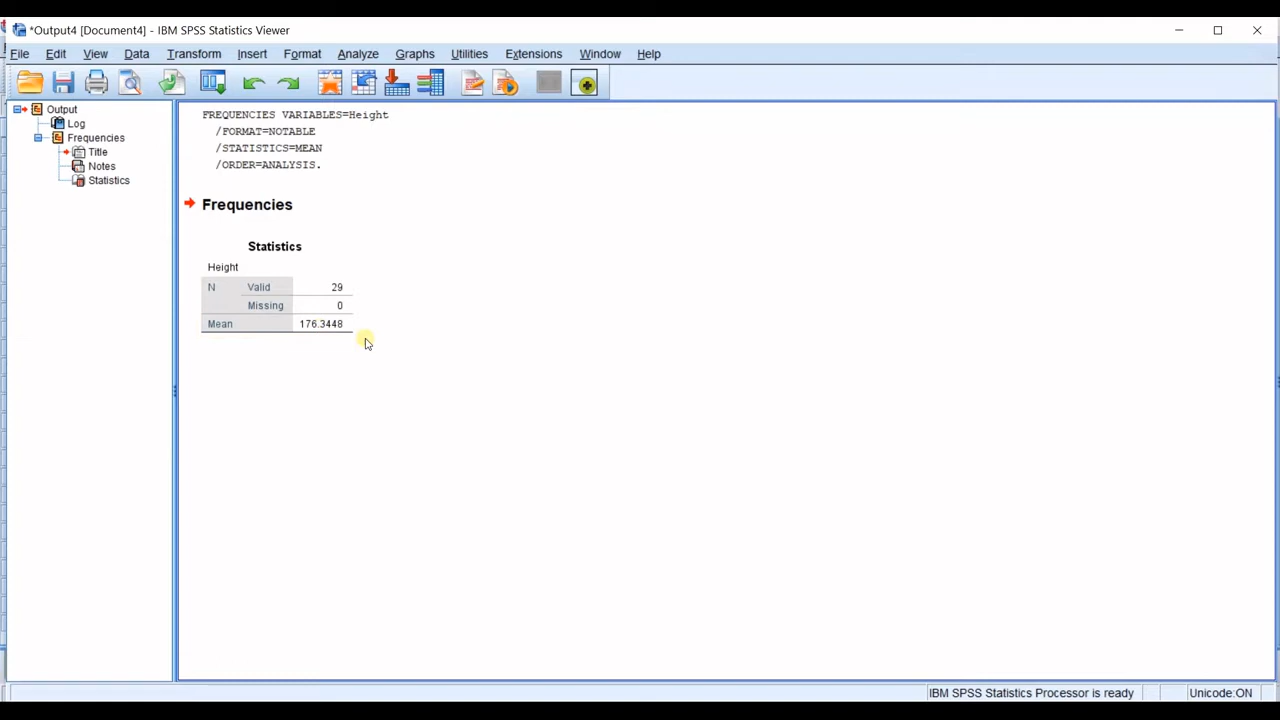 *Output4 [Document4] - IBM SPSS Statistics Viewer
File Edit View Data Transform Insert Format Analyze Graphs Utilities Extensions Window Help
Output
Log
Frequencies
Title
Notes
Statistics
FREQUENCIES VARIABLES=Height
/FORMAT=NOTABLE
/STATISTICS=MEAN
/ORDER=ANALYSIS.
Frequencies
Statistics
Height
N Valid 29
Missing 0
Mean 176.3448
IBM SPSS Statistics Processor is ready Unicode:ON